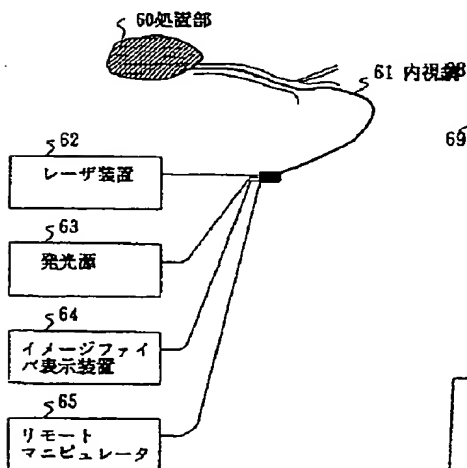 60処置部
61 内視
69
62
レーザ装置
63
発光源
64
イメージファイ
バ表示装置
65
リモート
マニピュレータ